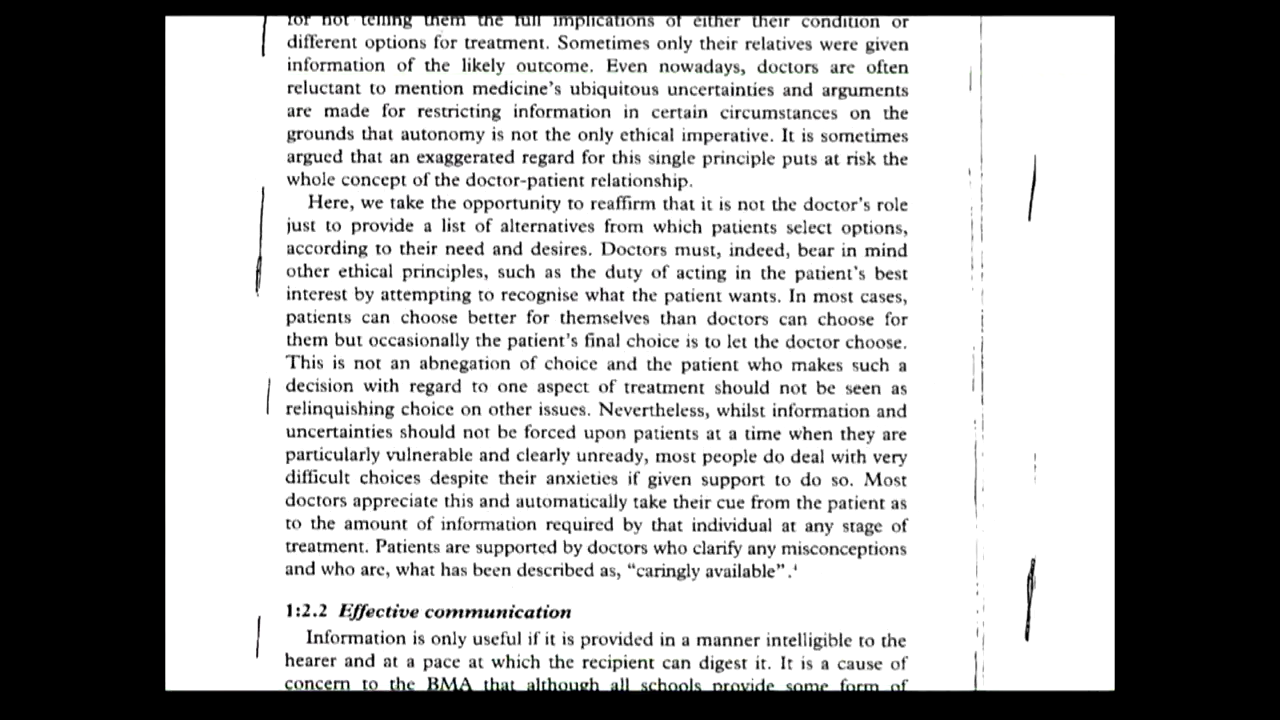 for not telling them the full implications of either their condition or
different options for treatment. Sometimes only their relatives were given
information of the likely outcome. Even nowadays, doctors are often
reluctant to mention medicine's ubiquitous uncertainties and arguments
are made for restricting information in certain circumstances on the
grounds that autonomy is not the only ethical imperative. It is sometimes
argued that an exaggerated regard for this single principle puts at risk the
whole concept of the doctor-patient relationship.
Here, we take the opportunity to reaffirm that it is not the doctor's role
just to provide a list of alternatives from which patients select options,
according to their need and desires. Doctors must, indeed, bear in mind
other ethical principles, such as the duty of acting in the patient's best
interest by attempting to recognise what the patient wants. In most cases,
patients can choose better for themselves than doctors can choose for
them but occasionally the patient's final choice is to let the doctor choose.
This is not an abnegation of choice and the patient who makes such a
decision with regard to one aspect of treatment should not be seen as
relinquishing choice on other issues. Nevertheless, whilst information and
uncertainties should not be forced upon patients at a time when they are
particularly vulnerable and clearly unready, most people do deal with very
difficult choices despite their anxieties if given support to do so. Most
doctors appreciate this and automatically take their cue from the patient as
to the amount of information required by that individual at any stage of
treatment. Patients are supported by doctors who clarify any misconceptions
and who are, what has been described as, “caringly available”.⁴
1:2.2 Effective communication
Information is only useful if it is provided in a manner intelligible to the
hearer and at a pace at which the recipient can digest it. It is a cause of
concern to the BMA that although all schools provide some form of